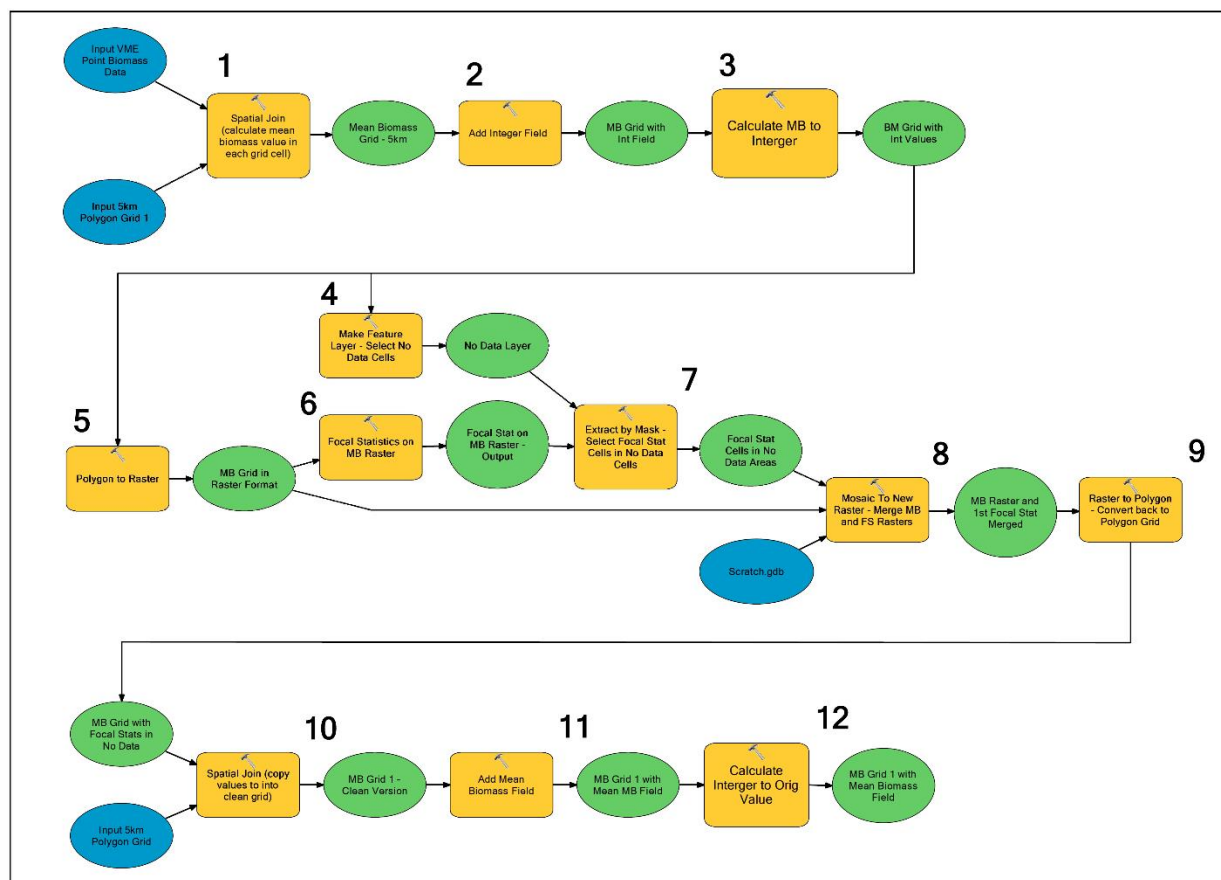 Input VME
Point Biomass
Data
1
Spatial Join
(calculate mean
biomass value in
each grid cell)
Mean Biomass
Grid - 5km
2
Add Integer Field
MB Grid with
Int Field
3
Calculate MB to
Interger
BM Grid with
Int Values
Input 5km
Polygon Grid 1
4
Make Feature
Layer - Select No
Data Cells
No Data Layer
5
Polygon to Raster
MB Grid in
Raster Format
6
Focal Statistics on
MB Raster
Focal Stat on
MB Raster -
Output
7
Extract by Mask -
Select Focal Stat
Cells in No Data
Cells
Focal Stat
Cells in No
Data Areas
8
Mosaic To New
Raster - Merge MB
and FS Rasters
Scratch.gdb
MB Raster and
1st Focal Stat
Merged
9
Raster to Polygon
- Convert back to
Polygon Grid
MB Grid with
Focal Stats in
No Data
Input 5km
Polygon Grid
10
Spatial Join (copy
values to into
clean grid)
MB Grid 1 -
Clean Version
11
Add Mean
Biomass Field
MB Grid 1 with
Mean MB Field
12
Calculate
Interger to Orig
Value
MB Grid 1 with
Mean Biomass
Field